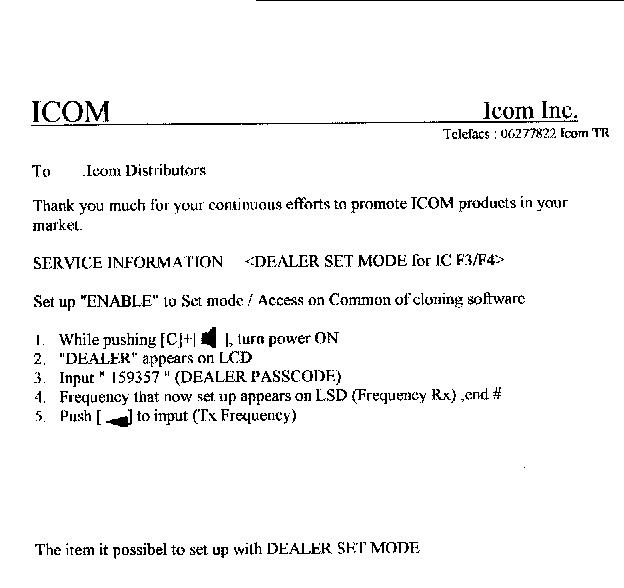 ICOM Icom Inc.
Telefacs : 06277822 Icom TR
To .Icom Distributors
Thank you much for your continuous efforts to promote ICOM products in your
market.
SERVICE INFORMATION <DEALER SET MODE for IC F3/F4>
Set up "ENABLE" to Set mode / Access on Common of cloning software
1. While pushing [C]+[ ], turn power ON
2. "DEALER" appears on LCD
3. Input " 159357 " (DEALER PASSCODE)
4. Frequency that now set up appears on LSD (Frequency Rx) ,end #
5. Push [ ] to input (Tx Frequency)
The item it possibel to set up with DEALER SET MODE